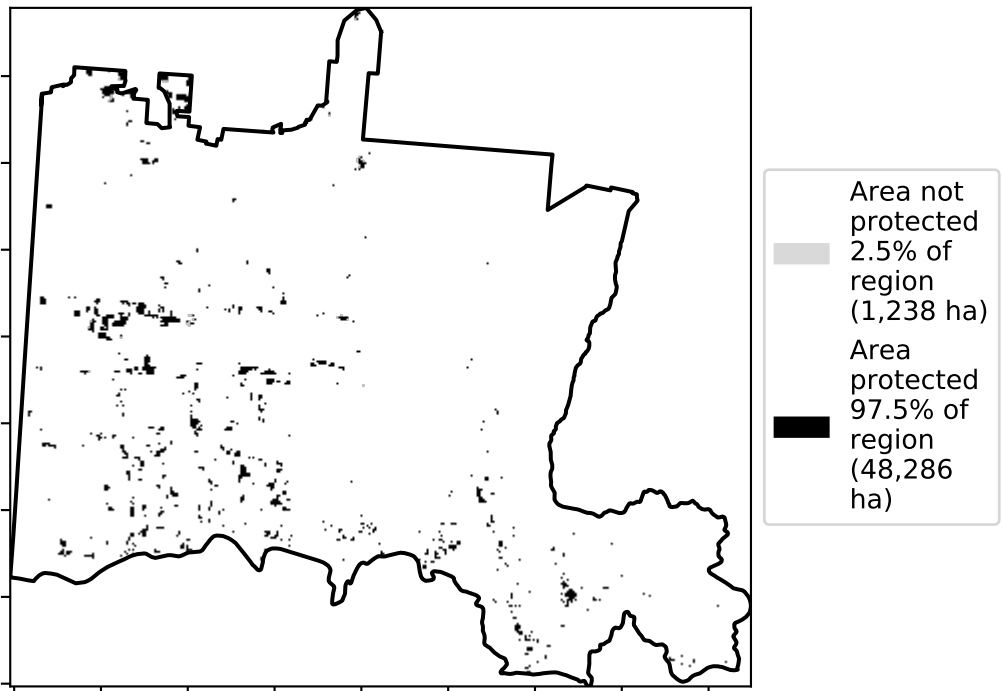 Area not
protected
2.5% of
region
(1,238 ha)
Area
protected
97.5% of
region
(48,286
ha)